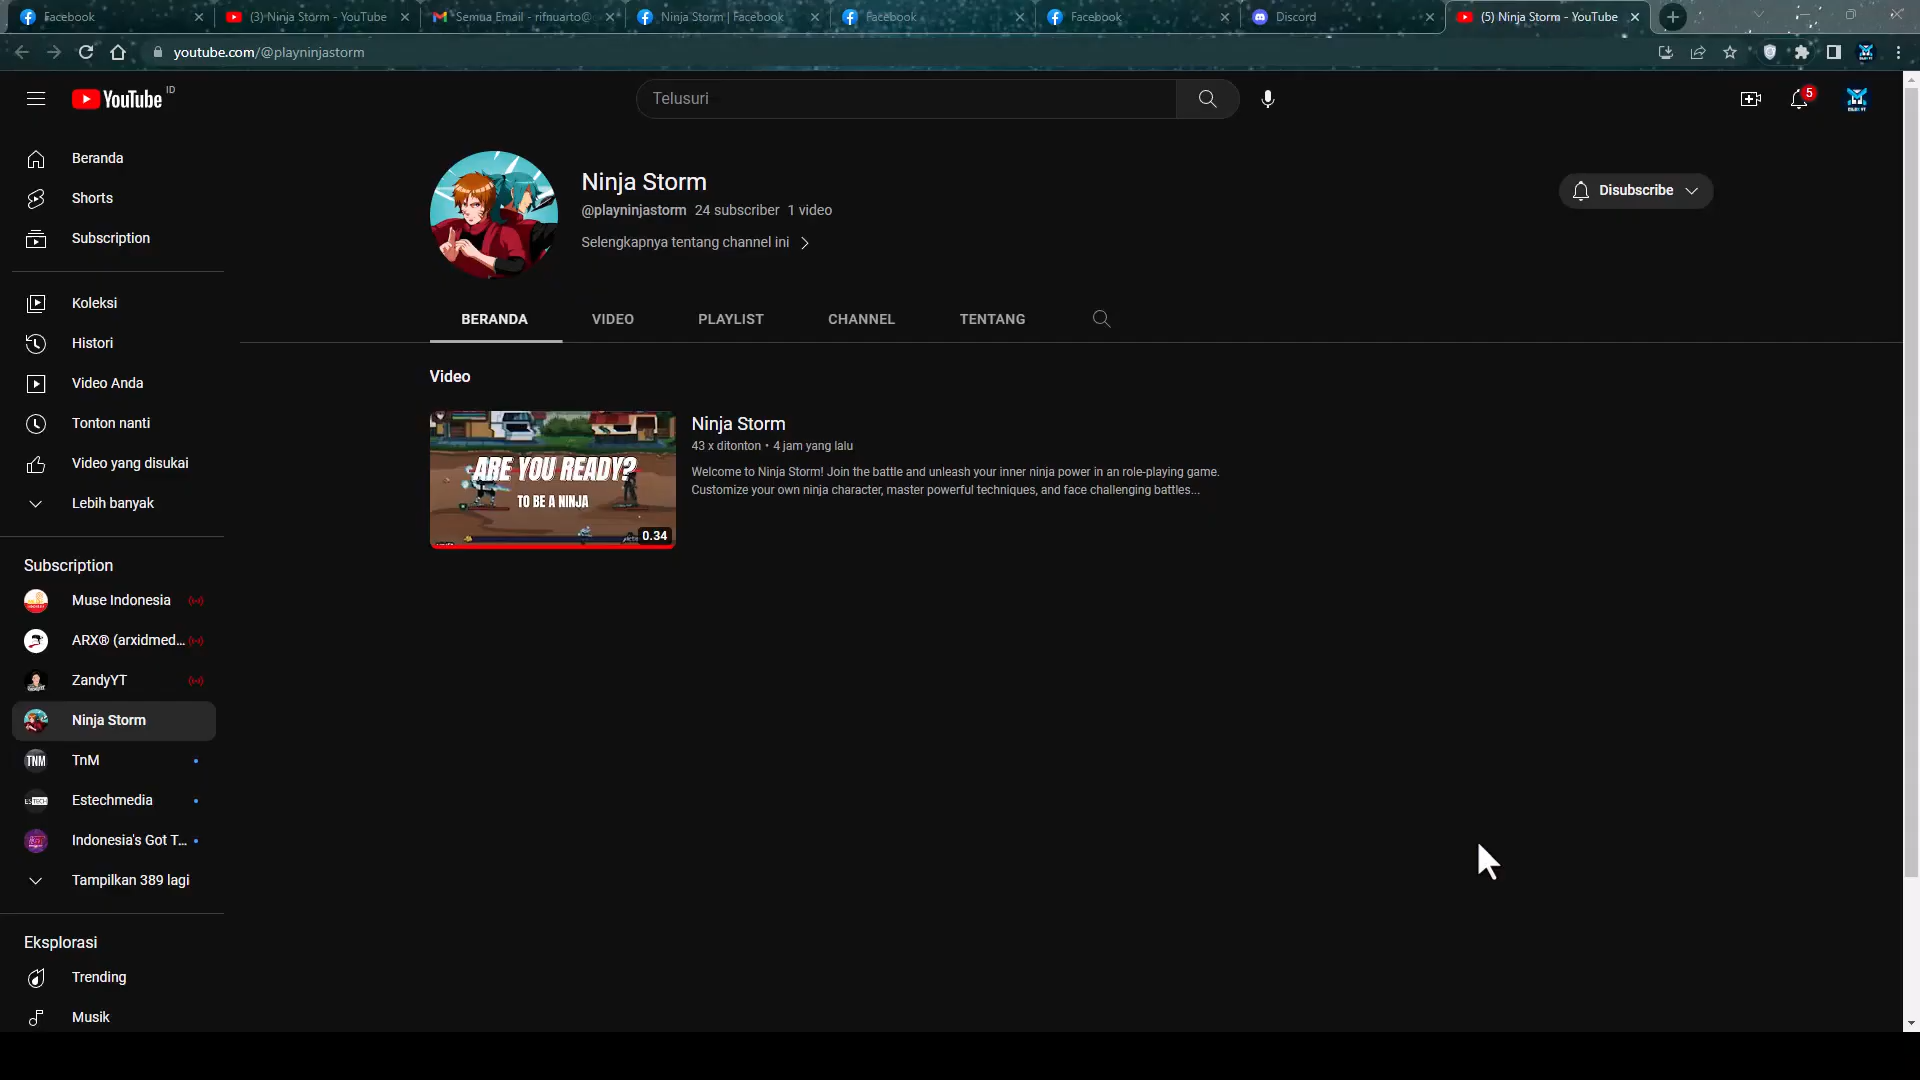 Facebook
(3) Ninja Storm - YouTube
Semua Email - rifnuarto@
Ninja Storm | Facebook
Facebook
Facebook
Discord
(5) Ninja Storm - YouTube
youtube.com/@playninjastorm
YouTube ID
Telusuri
5
Beranda
Shorts
Subscription
Koleksi
Histori
Video Anda
Tonton nanti
Video yang disukai
Lebih banyak
Subscription
Muse Indonesia
ARX® (arxidmed...
ZandyYT
Ninja Storm
TNM
TnM
Estechmedia
Indonesia's Got T...
Tampilkan 389 lagi
Eksplorasi
Trending
Musik
Ninja Storm
@playninjastorm 24 subscriber 1 video
Selengkapnya tentang channel ini
Disubscribe
BERANDA
VIDEO
PLAYLIST
CHANNEL
TENTANG
Video
ARE YOU READY?
TO BE A NINJA
0.34
Ninja Storm
43 x ditonton • 4 jam yang lalu
Welcome to Ninja Storm! Join the battle and unleash your inner ninja power in an role-playing game.
Customize your own ninja character, master powerful techniques, and face challenging battles...